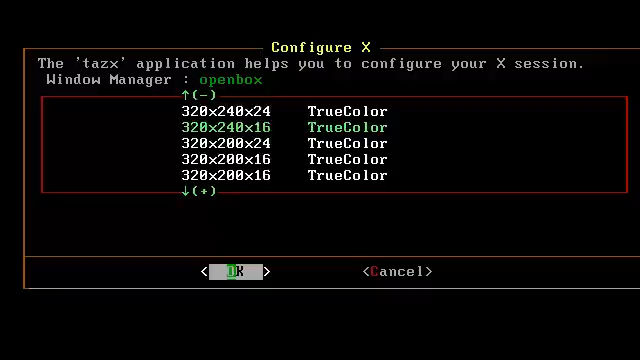 Configure X
The 'tazx' application helps you to configure your X session.
Window Manager : openbox
↑(-)
320x240x24 TrueColor
320x240x16 TrueColor
320x200x24 TrueColor
320x200x16 TrueColor
320x200x16 TrueColor
↓(+)
< OK > <Cancel>